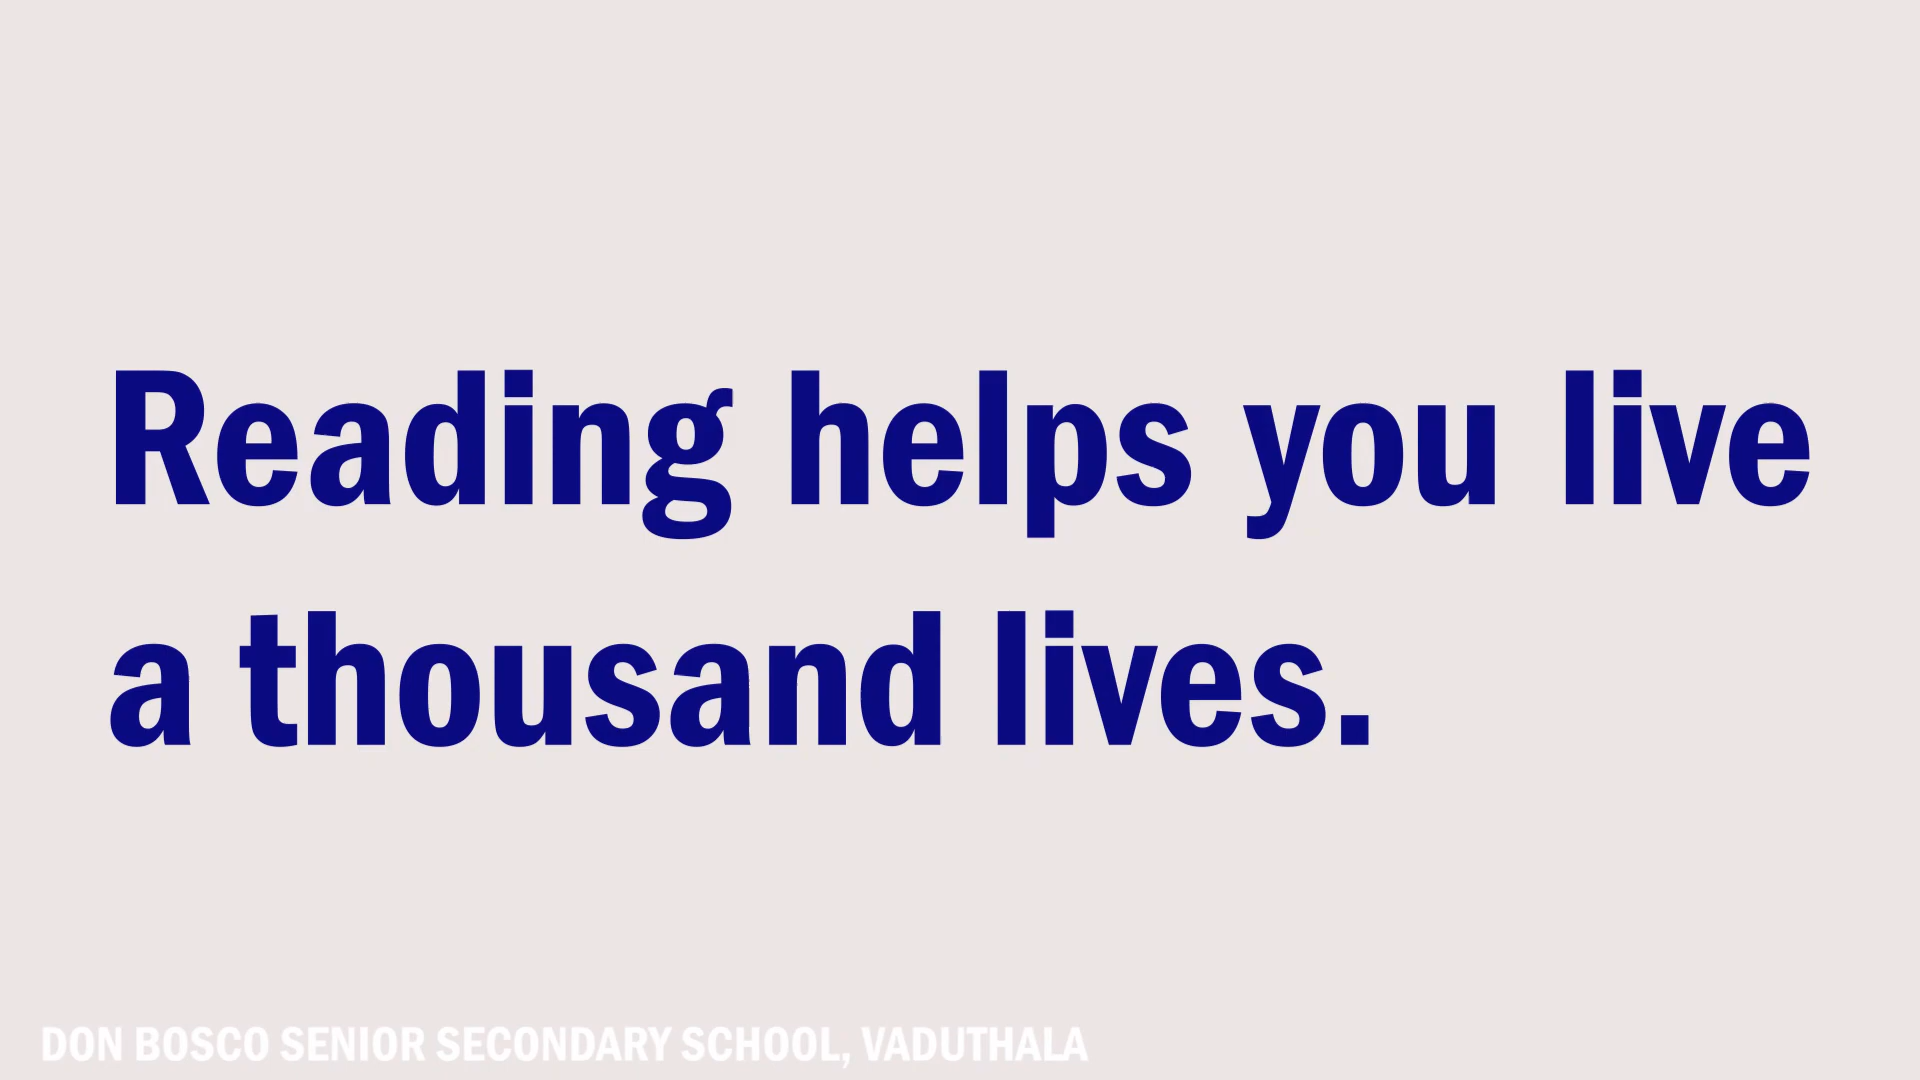 Reading helps you live
a thousand lives.
DON BOSCO SENIOR SECONDARY SCHOOL, VADUTHALA